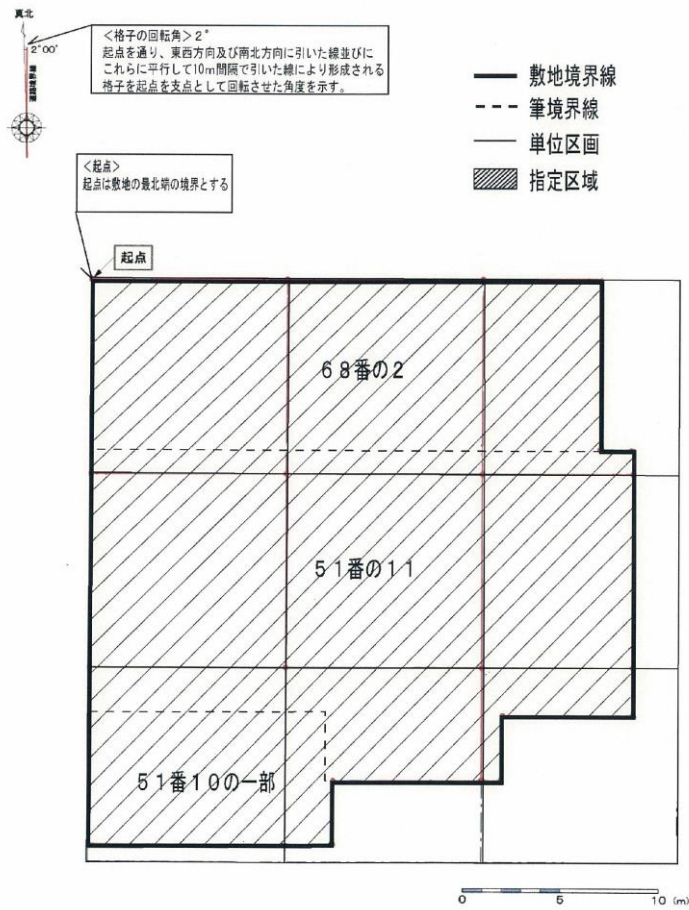 真北
2°00'
<格子の回転角>2°
起点を通り、東西方向及び南北方向に引いた線並びに
これらに平行して10m間隔で引いた線により形成される
格子を起点を支点として回転させた角度を示す。
敷地境界線
筆境界線
単位区画
指定区域
<起点>
起点は敷地の最北端の境界とする
起点
68番の2
51番の11
51番10の一部
0 5 10 (m)